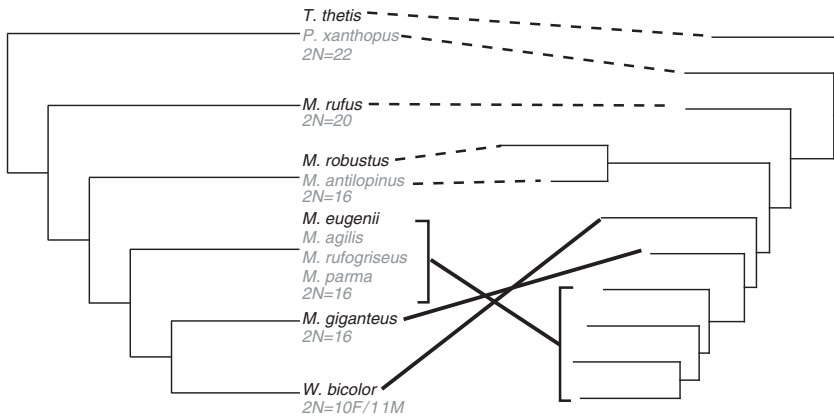 T. thetis
P. xanthopus
2N=22
M. rufus
2N=20
M. robustus
M. antilopinus
2N=16
M. eugenii
M. agilis
M. rufogriseus
M. parma
2N=16
M. giganteus
2N=16
W. bicolor
2N=10F/11M